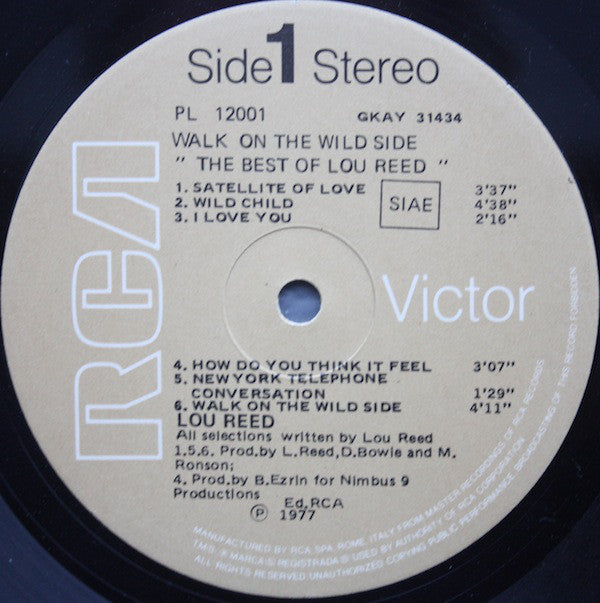 Side 1 Stereo
PL 12001 GKAY 31434
WALK ON THE WILD SIDE
" THE BEST OF LOU REED "
1. SATELLITE OF LOVE 3'37"
2. WILD CHILD 4'38"
3. I LOVE YOU 2'16"
SIAE
RCA
Victor
4. HOW DO YOU THINK IT FEEL 3'07"
5. NEW YORK TELEPHONE
CONVERSATION 1'29"
6. WALK ON THE WILD SIDE 4'11"
LOU REED
All selections written by Lou Reed
1.5.6. Prod.by L.Reed,D.Bowie and M.
Ronson;
4. Prod.by B.Ezrin for Nimbus 9
Productions
Ed.RCA
℗ 1977
MANUFACTURED BY RCA SPA, ROME, ITALY FROM MASTER RECORDINGS OF RCA RECORDS
T.M.S. ® MARCA(S) REGISTRADA(S) USED BY AUTHORITY OF RCA CORPORATION
ALL RIGHTS RESERVED UNAUTHORIZED COPYING PUBLIC PERFORMANCE BROADCASTING OF THIS RECORD FORBIDDEN